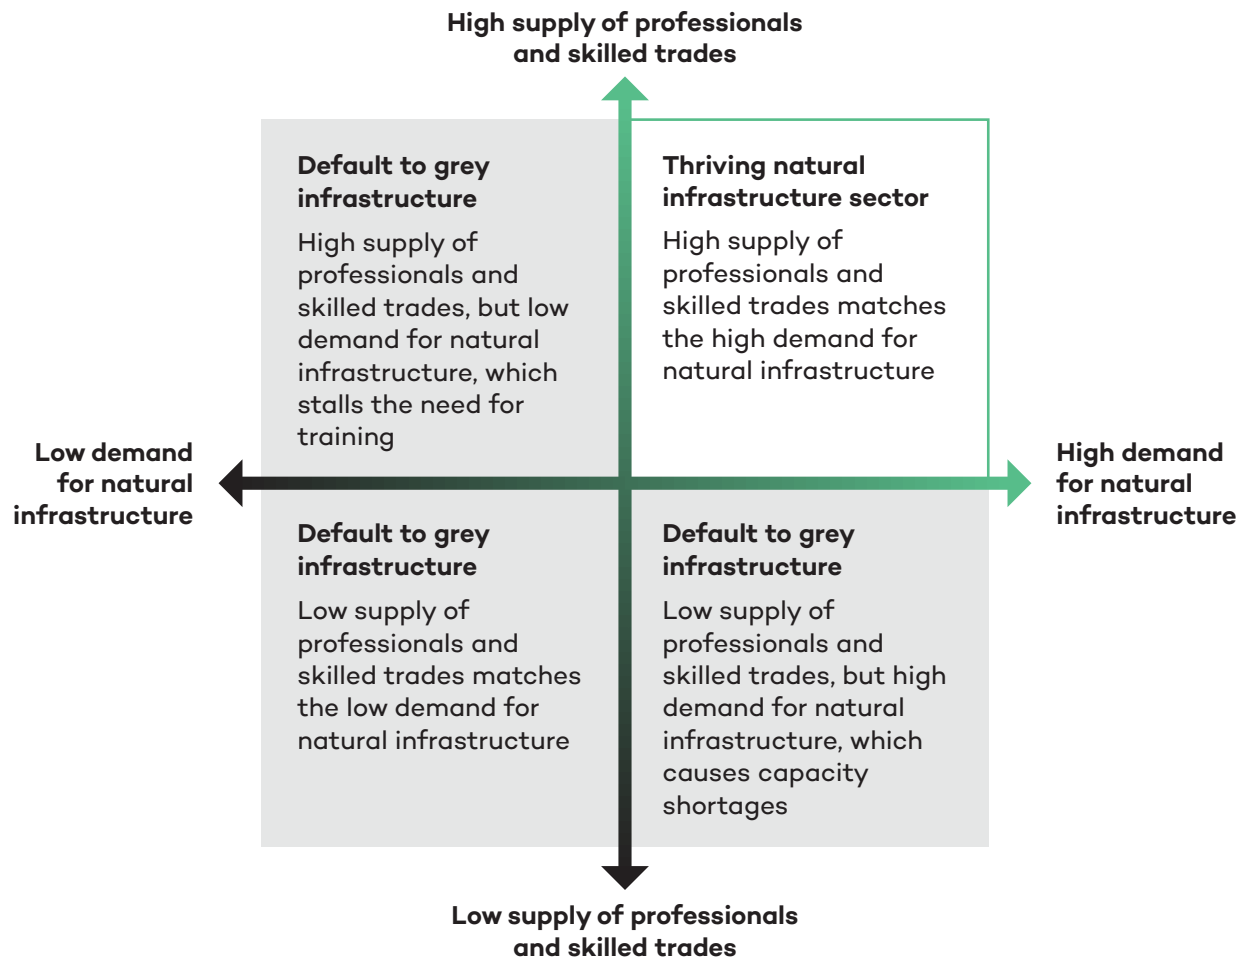 High supply of professionals
and skilled trades
Default to grey
infrastructure
High supply of
professionals and
skilled trades, but low
demand for natural
infrastructure, which
stalls the need for
training
Thriving natural
infrastructure sector
High supply of
professionals and
skilled trades matches
the high demand for
natural infrastructure
Low demand
for natural
infrastructure
High demand
for natural
infrastructure
Default to grey
infrastructure
Low supply of
professionals and
skilled trades matches
the low demand for
natural infrastructure
Default to grey
infrastructure
Low supply of
professionals and
skilled trades, but high
demand for natural
infrastructure, which
causes capacity
shortages
Low supply of professionals
and skilled trades